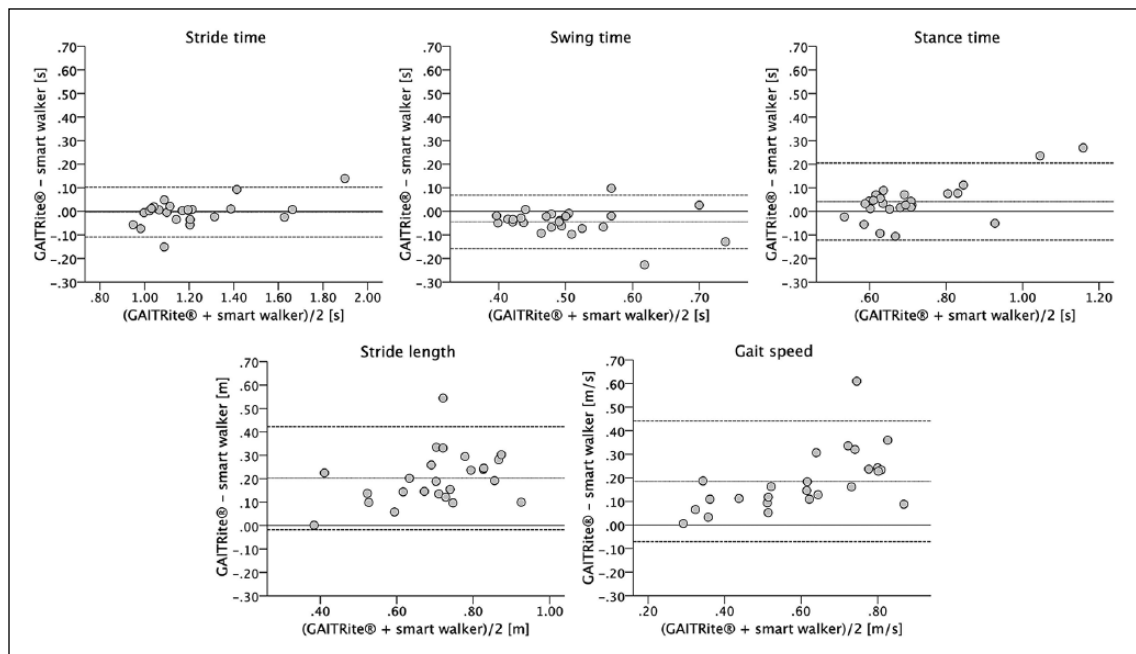 Stride time
GAITRite® – smart walker [s]
.70
.60
.50
.40
.30
.20
.10
.00
-.10
-.20
-.30
.80 1.00 1.20 1.40 1.60 1.80 2.00
(GAITRite® + smart walker)/2 [s]
Swing time
GAITRite® – smart walker [s]
.70
.60
.50
.40
.30
.20
.10
.00
-.10
-.20
-.30
.40 .50 .60 .70
(GAITRite® + smart walker)/2 [s]
Stance time
GAITRite® – smart walker [s]
.70
.60
.50
.40
.30
.20
.10
.00
-.10
-.20
-.30
.60 .80 1.00 1.20
(GAITRite® + smart walker)/2 [s]
Stride length
GAITRite® – smart walker [m]
.70
.60
.50
.40
.30
.20
.10
.00
-.10
-.20
-.30
.40 .60 .80 1.00
(GAITRite® + smart walker)/2 [m]
Gait speed
GAITRite® – smart walker [m/s]
.70
.60
.50
.40
.30
.20
.10
.00
-.10
-.20
-.30
.20 .40 .60 .80
(GAITRite® + smart walker)/2 [m/s]